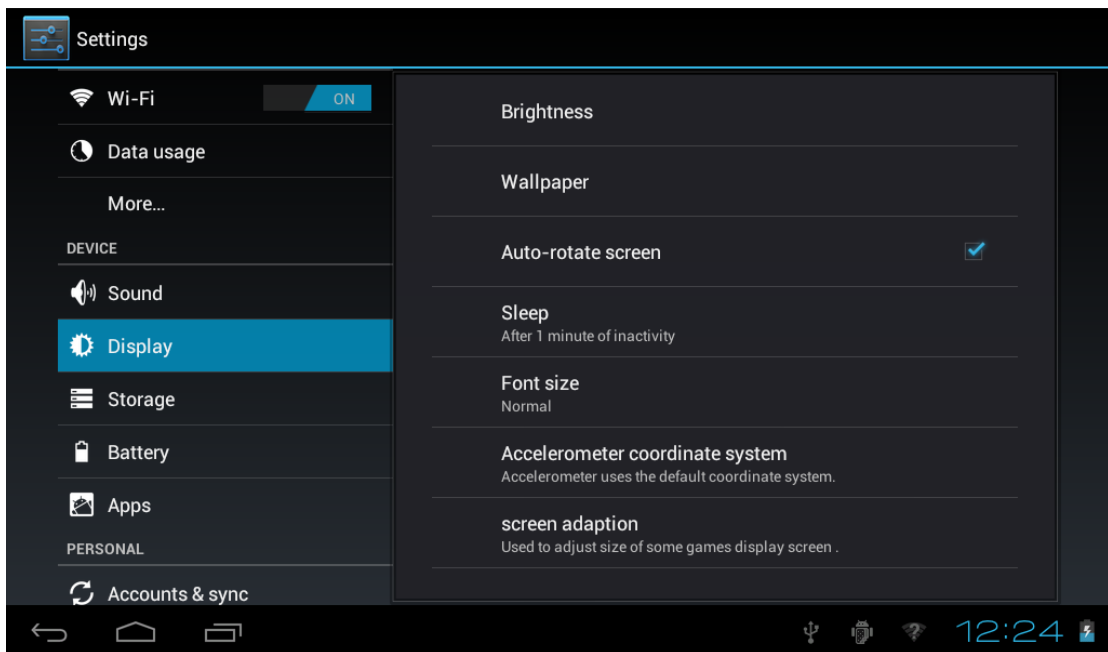 Settings
Wi-Fi
ON
Data usage
More...
DEVICE
Sound
Display
Storage
Battery
Apps
PERSONAL
Accounts & sync
Brightness
Wallpaper
Auto-rotate screen
Sleep
After 1 minute of inactivity
Font size
Normal
Accelerometer coordinate system
Accelerometer uses the default coordinate system.
screen adaption
Used to adjust size of some games display screen .
12:24